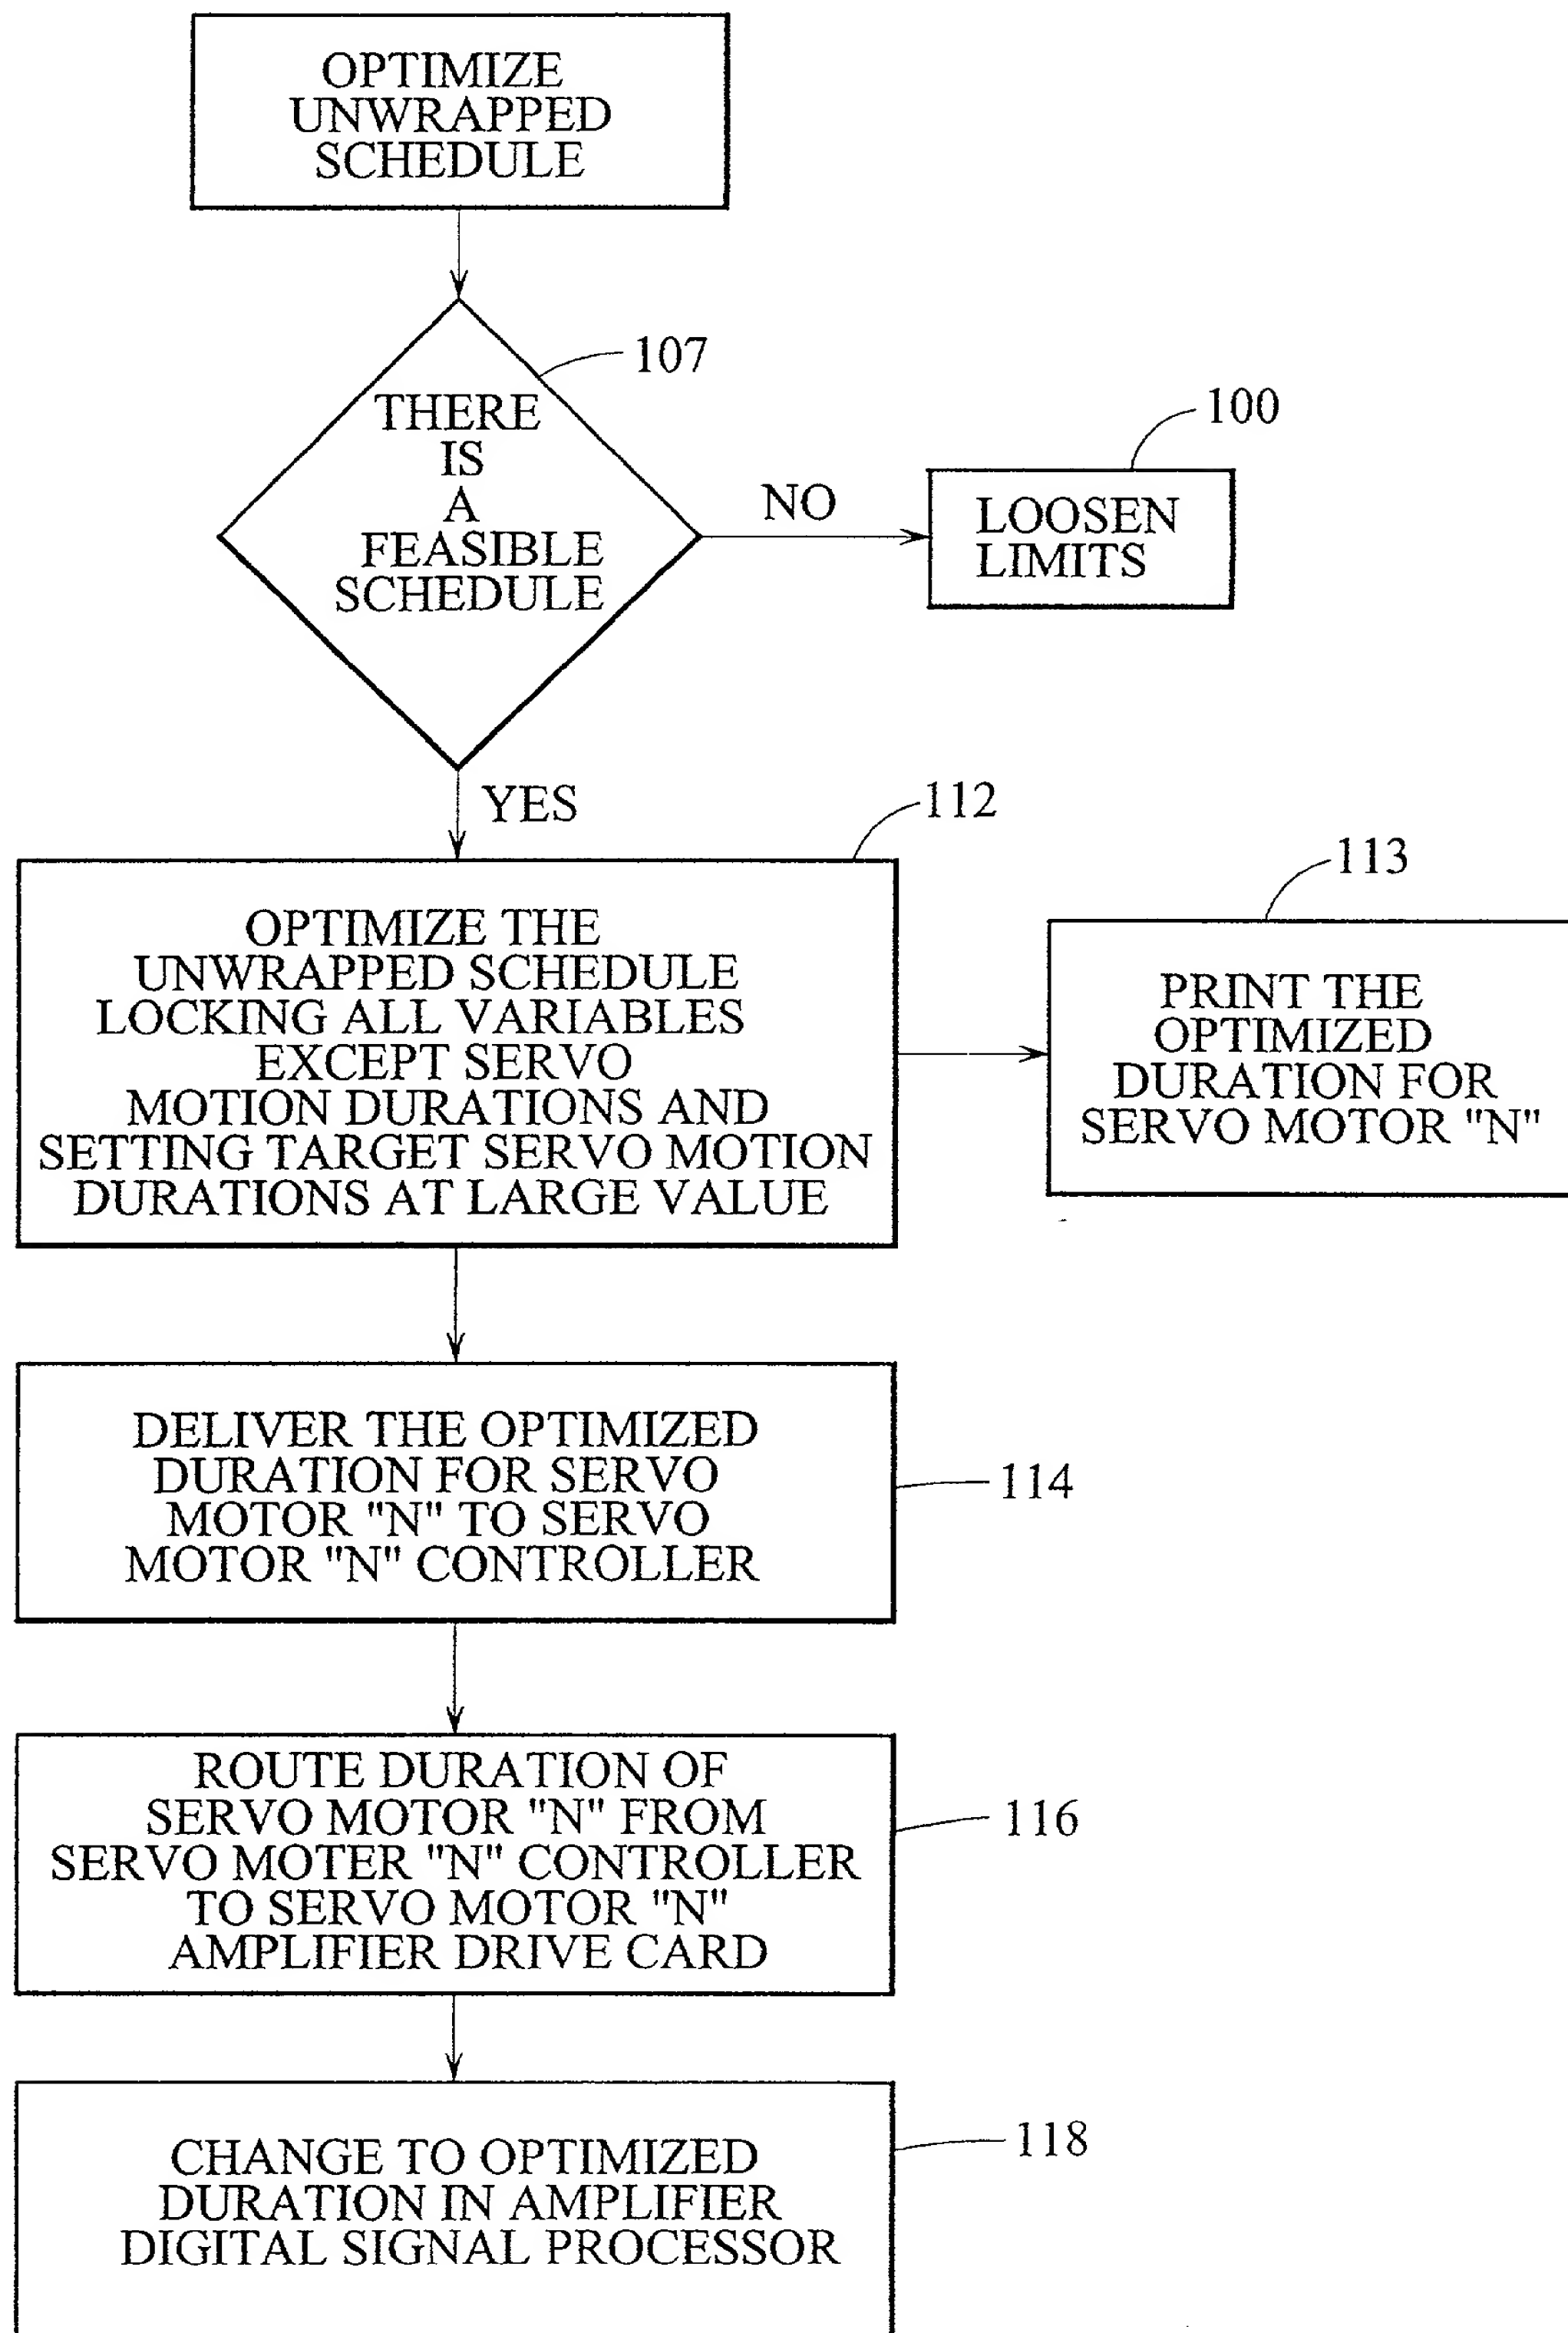 OPTIMIZE
UNWRAPPED
SCHEDULE
107
THERE
IS
A
FEASIBLE
SCHEDULE
NO
100
LOOSEN
LIMITS
YES
112
OPTIMIZE THE
UNWRAPPED SCHEDULE
LOCKING ALL VARIABLES
EXCEPT SERVO
MOTION DURATIONS AND
SETTING TARGET SERVO MOTION
DURATIONS AT LARGE VALUE
113
PRINT THE
OPTIMIZED
DURATION FOR
SERVO MOTOR "N"
DELIVER THE OPTIMIZED
DURATION FOR SERVO
MOTOR "N" TO SERVO
MOTOR "N" CONTROLLER
114
ROUTE DURATION OF
SERVO MOTOR "N" FROM
SERVO MOTER "N" CONTROLLER
TO SERVO MOTOR "N"
AMPLIFIER DRIVE CARD
116
CHANGE TO OPTIMIZED
DURATION IN AMPLIFIER
DIGITAL SIGNAL PROCESSOR
118